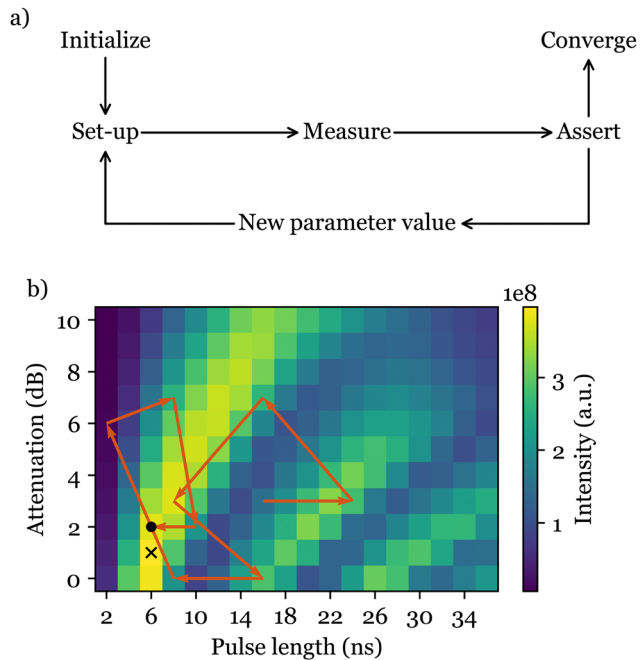 a)
Initialize Converge
Set-up Measure Assert
New parameter value
b)
1e8
10
8
6
4
2
0
Attenuation (dB)
2 6 10 14 18 22 26 30 34
Pulse length (ns)
3
2
1
Intensity (a.u.)